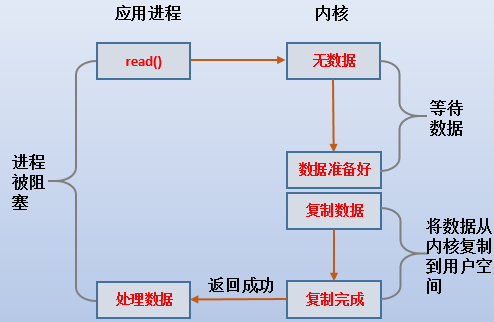 应用进程
内核
read()
无数据
等待
数据
数据准备好
进程
被阻
塞
复制数据
将数据从
内核复制
到用户空
间
返回成功
处理数据
复制完成